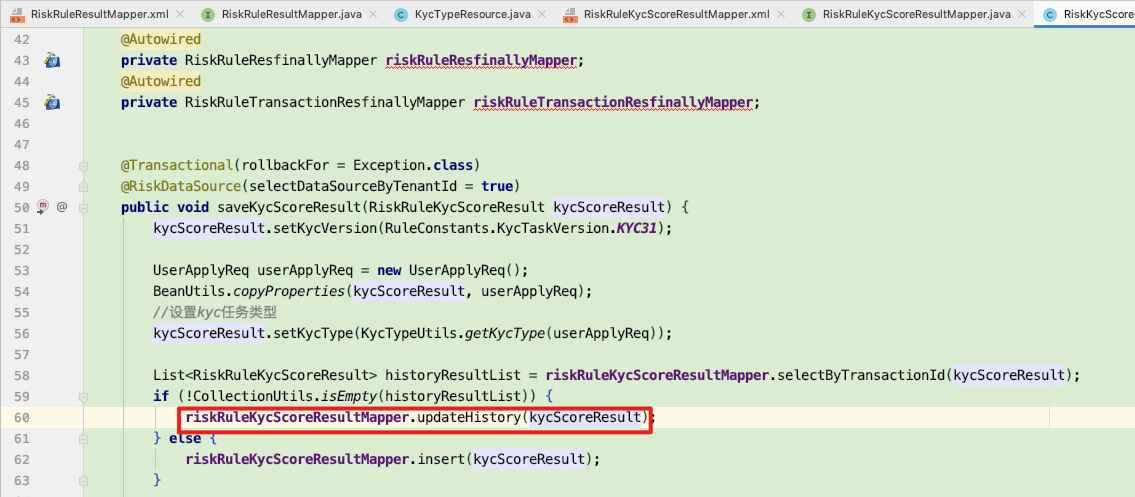 RiskRuleResultMapper.xml
RiskRuleResultMapper.java
KycTypeResource.java
RiskRuleKycScoreResultMapper.xml
RiskRuleKycScoreResultMapper.java
RiskKycScore
42 @Autowired
43 private RiskRuleResfinallyMapper riskRuleResfinallyMapper;
44 @Autowired
45 private RiskRuleTransactionResfinallyMapper riskRuleTransactionResfinallyMapper;
46
47
48 @Transactional(rollbackFor = Exception.class)
49 @RiskDataSource(selectDataSourceByTenantId = true)
50 @ public void saveKycScoreResult(RiskRuleKycScoreResult kycScoreResult) {
51 kycScoreResult.setKycVersion(RuleConstants.KycTaskVersion.KYC31);
52
53 UserApplyReq userApplyReq = new UserApplyReq();
54 BeanUtils.copyProperties(kycScoreResult, userApplyReq);
55 //设置kyc任务类型
56 kycScoreResult.setKycType(KycTypeUtils.getKycType(userApplyReq));
57
58 List<RiskRuleKycScoreResult> historyResultList = riskRuleKycScoreResultMapper.selectByTransactionId(kycScoreResult);
59 if (!CollectionUtils.isEmpty(historyResultList)) {
60 riskRuleKycScoreResultMapper.updateHistory(kycScoreResult);
61 } else {
62 riskRuleKycScoreResultMapper.insert(kycScoreResult);
63 }